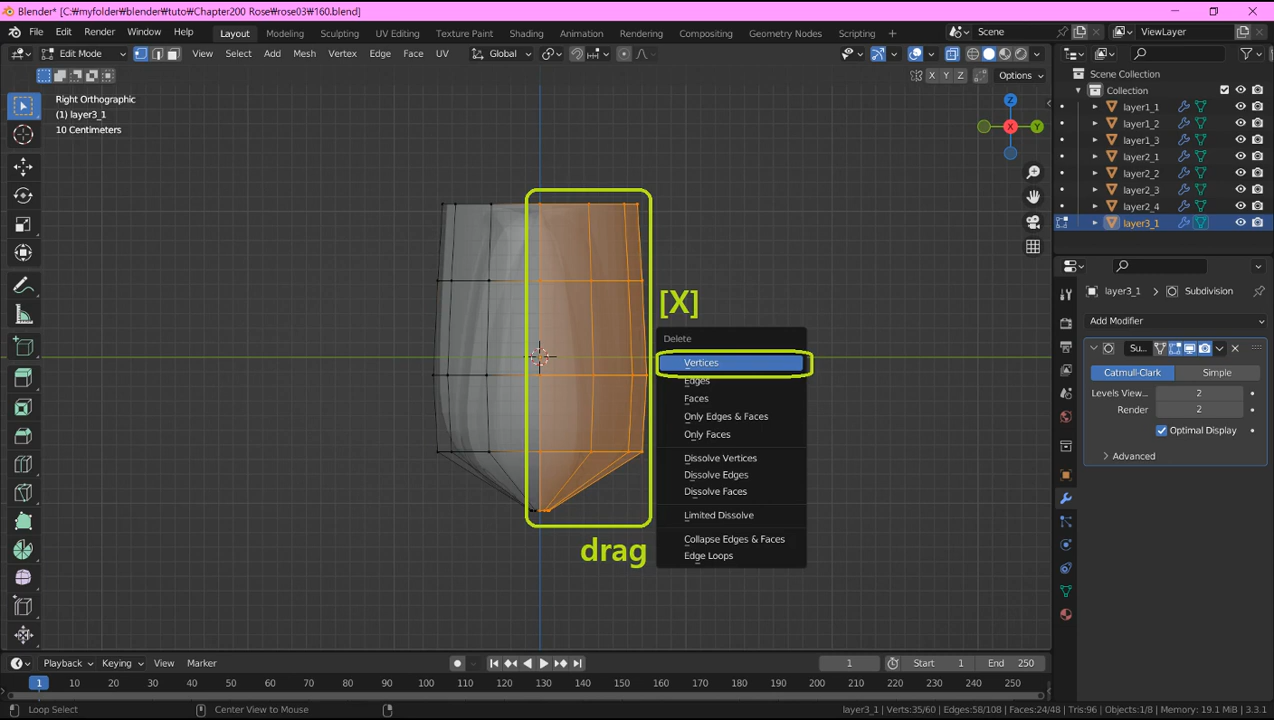 Blender* [C:₩myfolder₩blender₩tuto₩Chapter200 Rose₩rose03₩160.blend]
File Edit Render Window Help Layout Modeling Sculpting UV Editing Texture Paint Shading Animation Rendering Compositing Geometry Nodes Scripting + Scene ViewLayer
Edit Mode View Select Add Mesh Vertex Edge Face UV Global
X Y Z Options
Right Orthographic
(1) layer3_1
10 Centimeters
Z
X
Y
[X]
Delete
Vertices
Edges
Faces
Only Edges & Faces
Only Faces
Dissolve Vertices
Dissolve Edges
Dissolve Faces
Limited Dissolve
Collapse Edges & Faces
Edge Loops
drag
Scene Collection
Collection
layer1_1
layer1_2
layer1_3
layer2_1
layer2_2
layer2_3
layer2_4
layer3_1
layer3_1 > Subdivision
Add Modifier
Su...
Catmull-Clark Simple
Levels View... 2
Render 2
Optimal Display
Advanced
Playback Keying View Marker 1 Start 1 End 250
1 10 20 30 40 50 60 70 80 90 100 110 120 130 140 150 160 170 180 190 200 210 220 230 240 250
Loop Select Center View to Mouse layer3_1 | Verts:35/60 | Edges:58/108 | Faces:24/48 | Tris:96 | Objects:1/8 | Memory: 19.1 MiB | 3.3.1